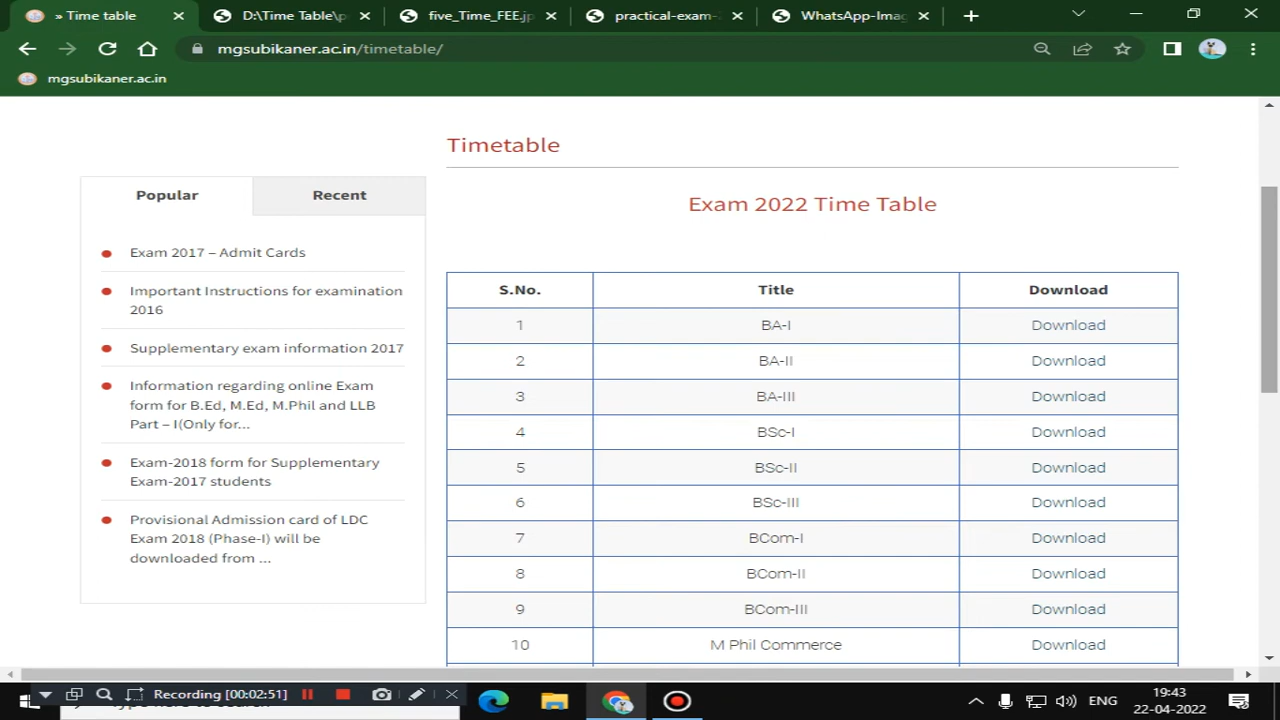 » Time table
D:\Time Table\p
five_Time_FEE.jp
practical-exam-
WhatsApp-Imag
mgsubikaner.ac.in/timetable/
mgsubikaner.ac.in
Timetable
Popular
Recent
Exam 2022 Time Table
Exam 2017 – Admit Cards
Important Instructions for examination
2016
Supplementary exam information 2017
Information regarding online Exam
form for B.Ed, M.Ed, M.Phil and LLB
Part – I(Only for...
Exam-2018 form for Supplementary
Exam-2017 students
Provisional Admission card of LDC
Exam 2018 (Phase-I) will be
downloaded from ...
S.No. Title Download
1 BA-I Download
2 BA-II Download
3 BA-III Download
4 BSc-I Download
5 BSc-II Download
6 BSc-III Download
7 BCom-I Download
8 BCom-II Download
9 BCom-III Download
10 M Phil Commerce Download
Recording [00:02:51]
ENG
19:43
22-04-2022